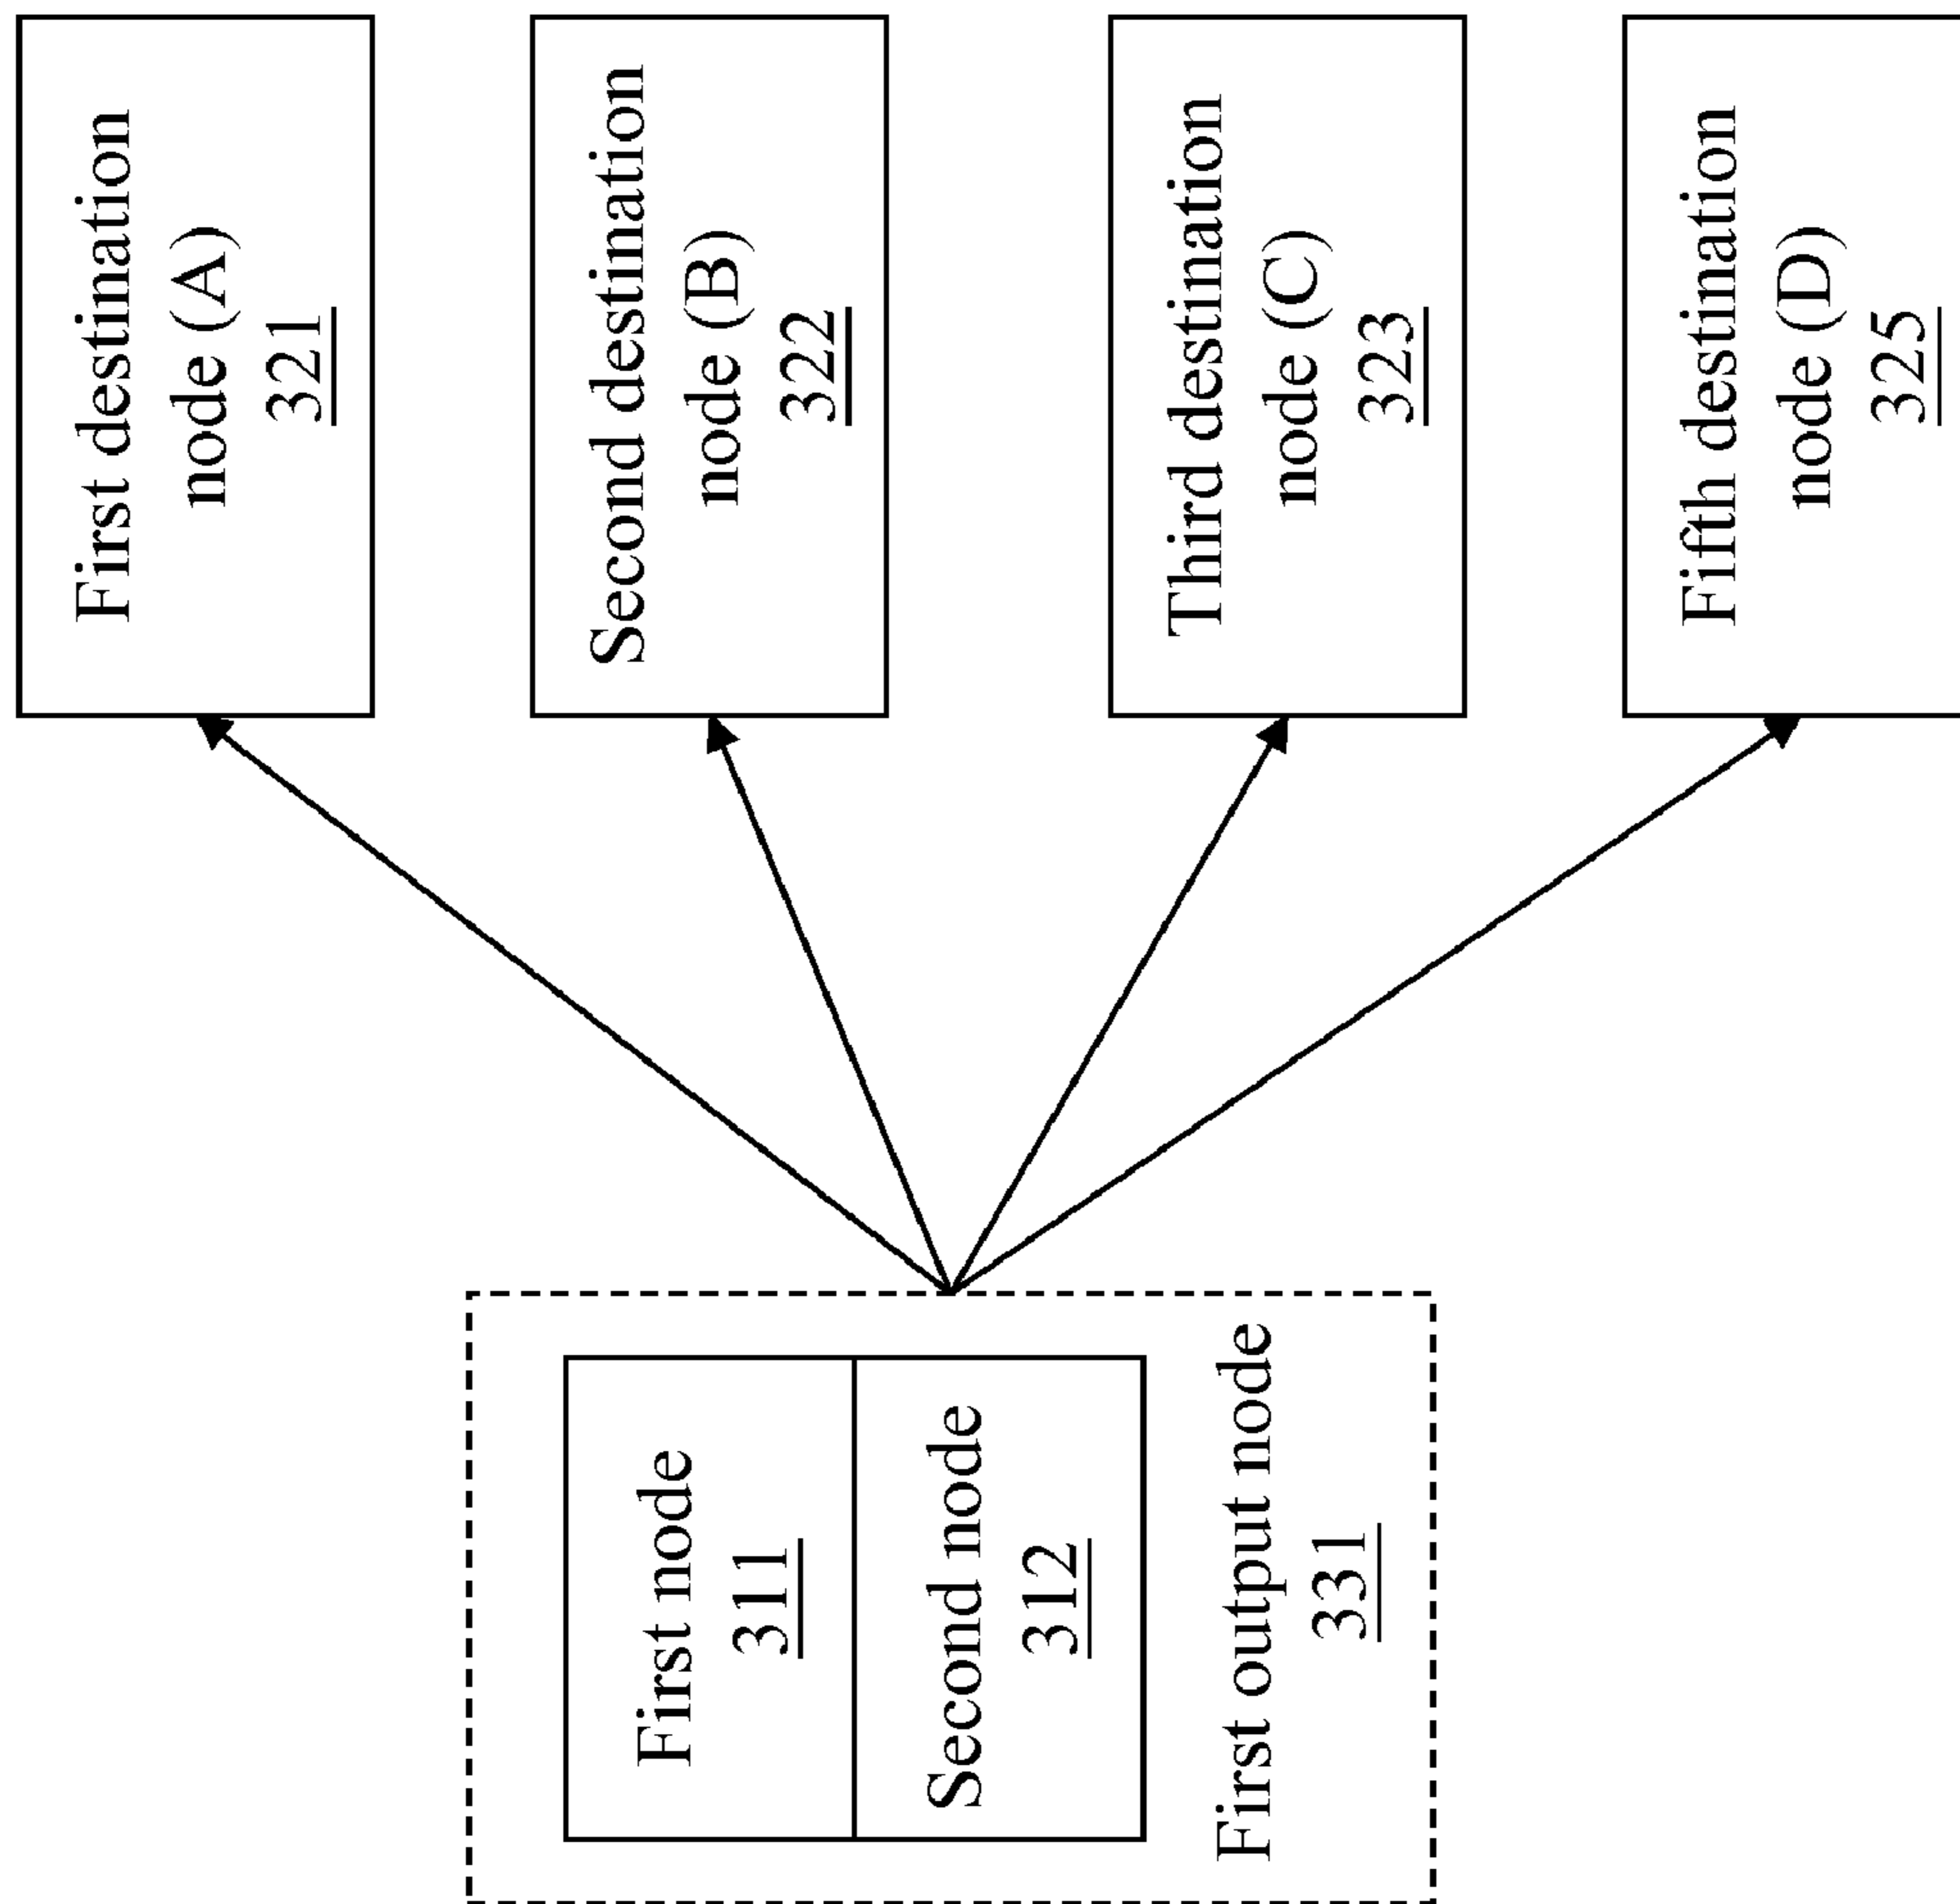 First node
311
Second node
312
First output node
331
First destination
node (A)
321
Second destination
node (B)
322
Third destination
node (C)
323
Fifth destination
node (D)
325